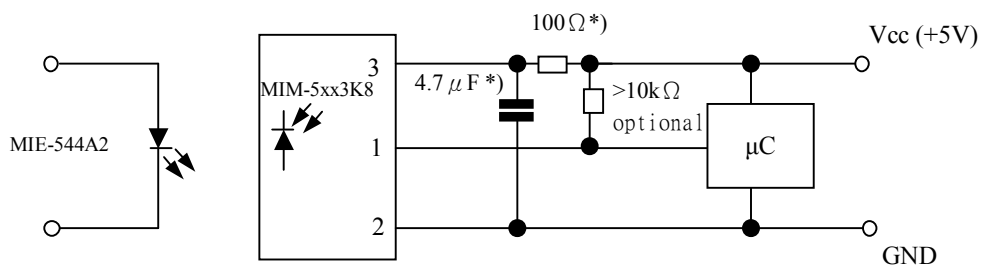 100Ω*)
Vcc (+5V)
3
4.7μF*)
MIM-5xx3K8
>10kΩ
optional
MIE-544A2
1
μC
2
GND